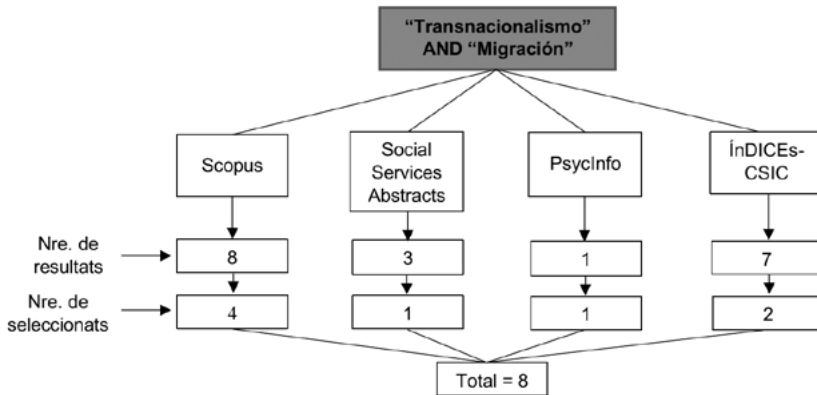 “Transnacionalismo”
AND “Migración”
Scopus
Social
Services
Abstracts
PsycInfo
ÍnDICEs-
CSIC
Nre. de
resultats
8
3
1
7
Nre. de
seleccionats
4
1
1
2
Total = 8